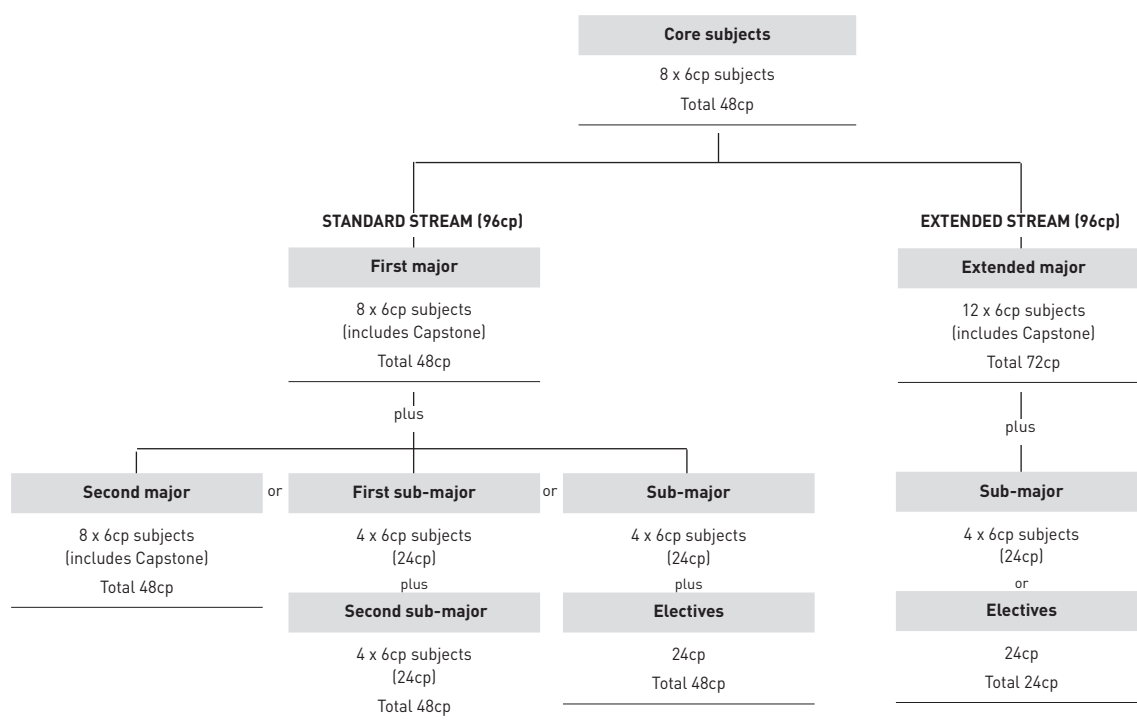 Core subjects
8 x 6cp subjects
Total 48cp
STANDARD STREAM (96cp)
First major
8 x 6cp subjects
(includes Capstone)
Total 48cp
plus
Second major
8 x 6cp subjects
(includes Capstone)
Total 48cp
or
First sub-major
4 x 6cp subjects
(24cp)
plus
Second sub-major
4 x 6cp subjects
(24cp)
Total 48cp
or
Sub-major
4 x 6cp subjects
(24cp)
plus
Electives
24cp
Total 48cp
EXTENDED STREAM (96cp)
Extended major
12 x 6cp subjects
(includes Capstone)
Total 72cp
plus
Sub-major
4 x 6cp subjects
(24cp)
or
Electives
24cp
Total 24cp